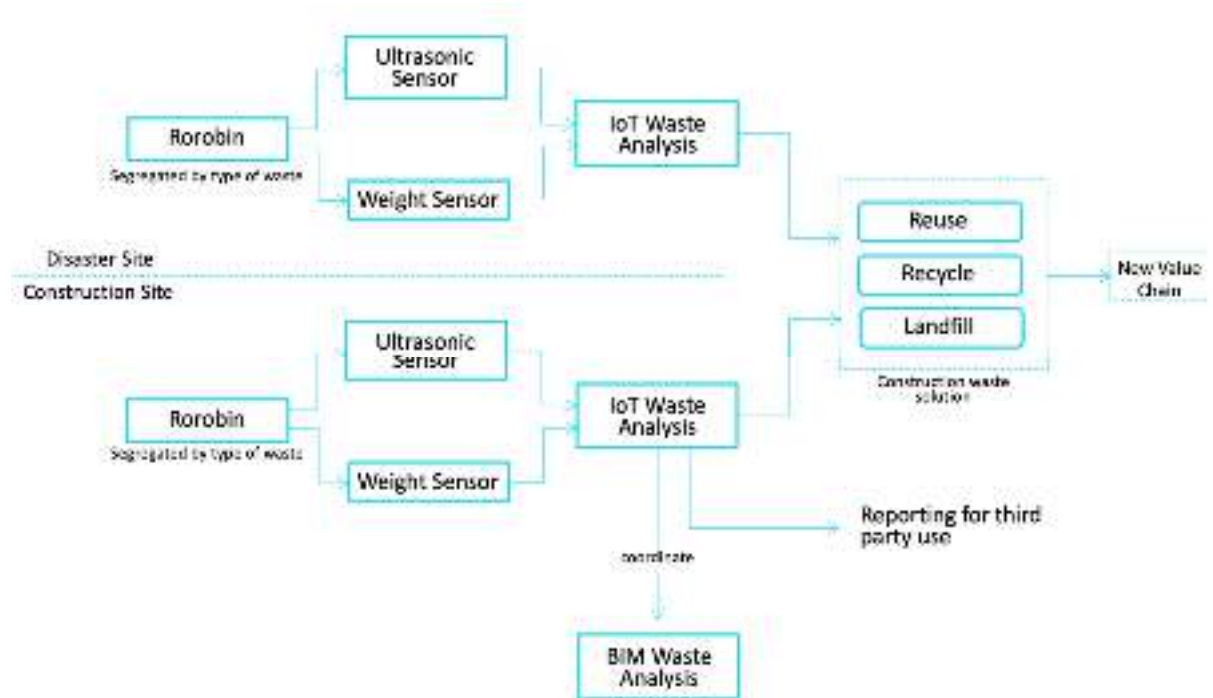 Ultrasonic
Sensor
Rorobin
Segregated by type of waste
Weight Sensor
IoT Waste
Analysis
Disaster Site
Construction Site
Ultrasonic
Sensor
Rorobin
Segregated by type of waste
Weight Sensor
IoT Waste
Analysis
Reuse
Recycle
Landfill
Construction waste
solution
New Value
Chain
Reporting for third
party use
coordinate
BIM Waste
Analysis